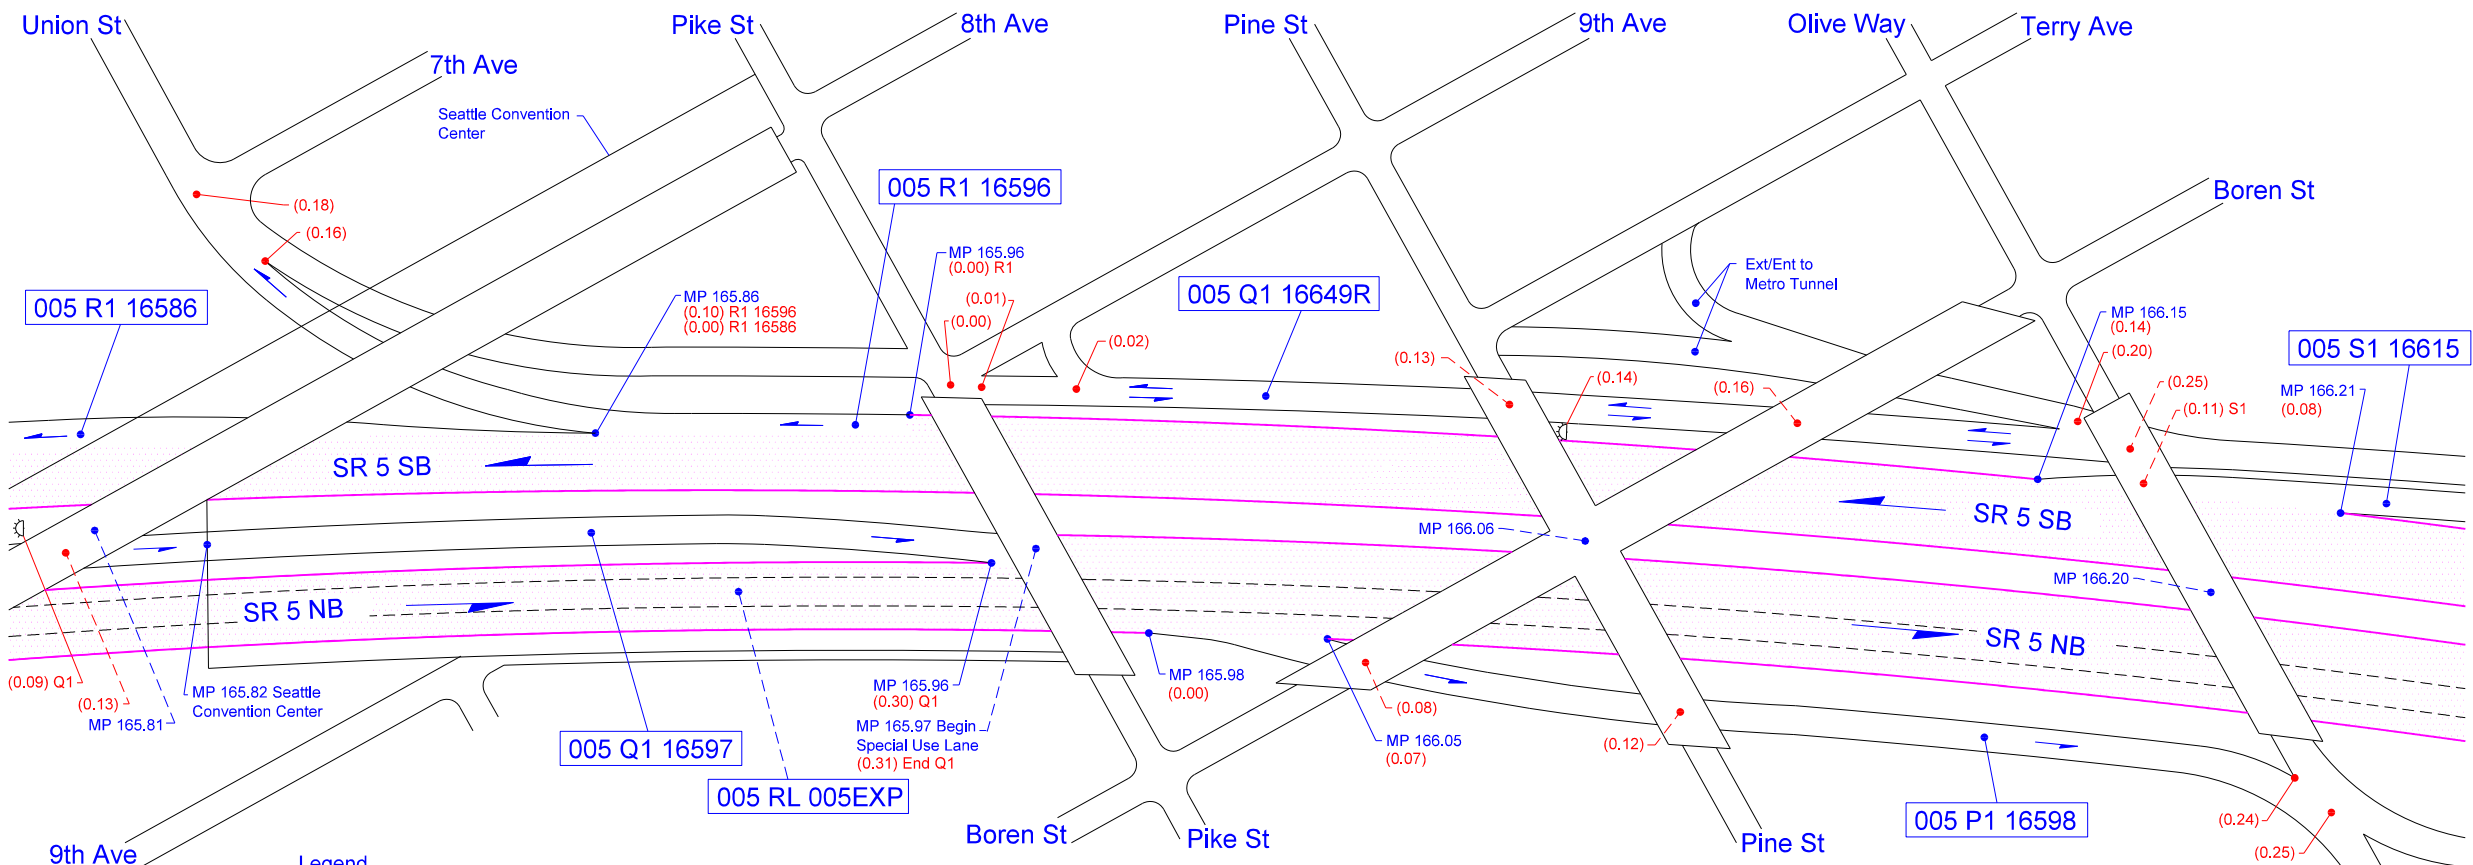 Union St
Pike St
8th Ave
Pine St
9th Ave
Olive Way
Terry Ave
7th Ave
Seattle Convention
Center
005 R1 16596
Boren St
(0.18)
(0.16)
MP 165.96
(0.00) R1
Ext/Ent to
Metro Tunnel
005 R1 16586
MP 165.86
(0.10) R1 16596
(0.00) R1 16586
(0.01)
(0.00)
005 Q1 16649R
MP 166.15
(0.14)
(0.20)
(0.02)
(0.13)
(0.14)
(0.16)
005 S1 16615
(0.25)
MP 166.21
(0.08)
(0.11) S1
SR 5 SB
SR 5 SB
MP 166.06
MP 166.20
SR 5 NB
SR 5 NB
(0.09) Q1
(0.13)
MP 165.81
MP 165.82 Seattle
Convention Center
MP 165.96
(0.30) Q1
MP 165.98
(0.00)
(0.08)
MP 165.97 Begin
Special Use Lane
(0.31) End Q1
MP 166.05
(0.07)
(0.12)
005 Q1 16597
005 RL 005EXP
005 P1 16598
(0.24)
(0.25)
9th Ave
Legend
Boren St
Pike St
Pine St